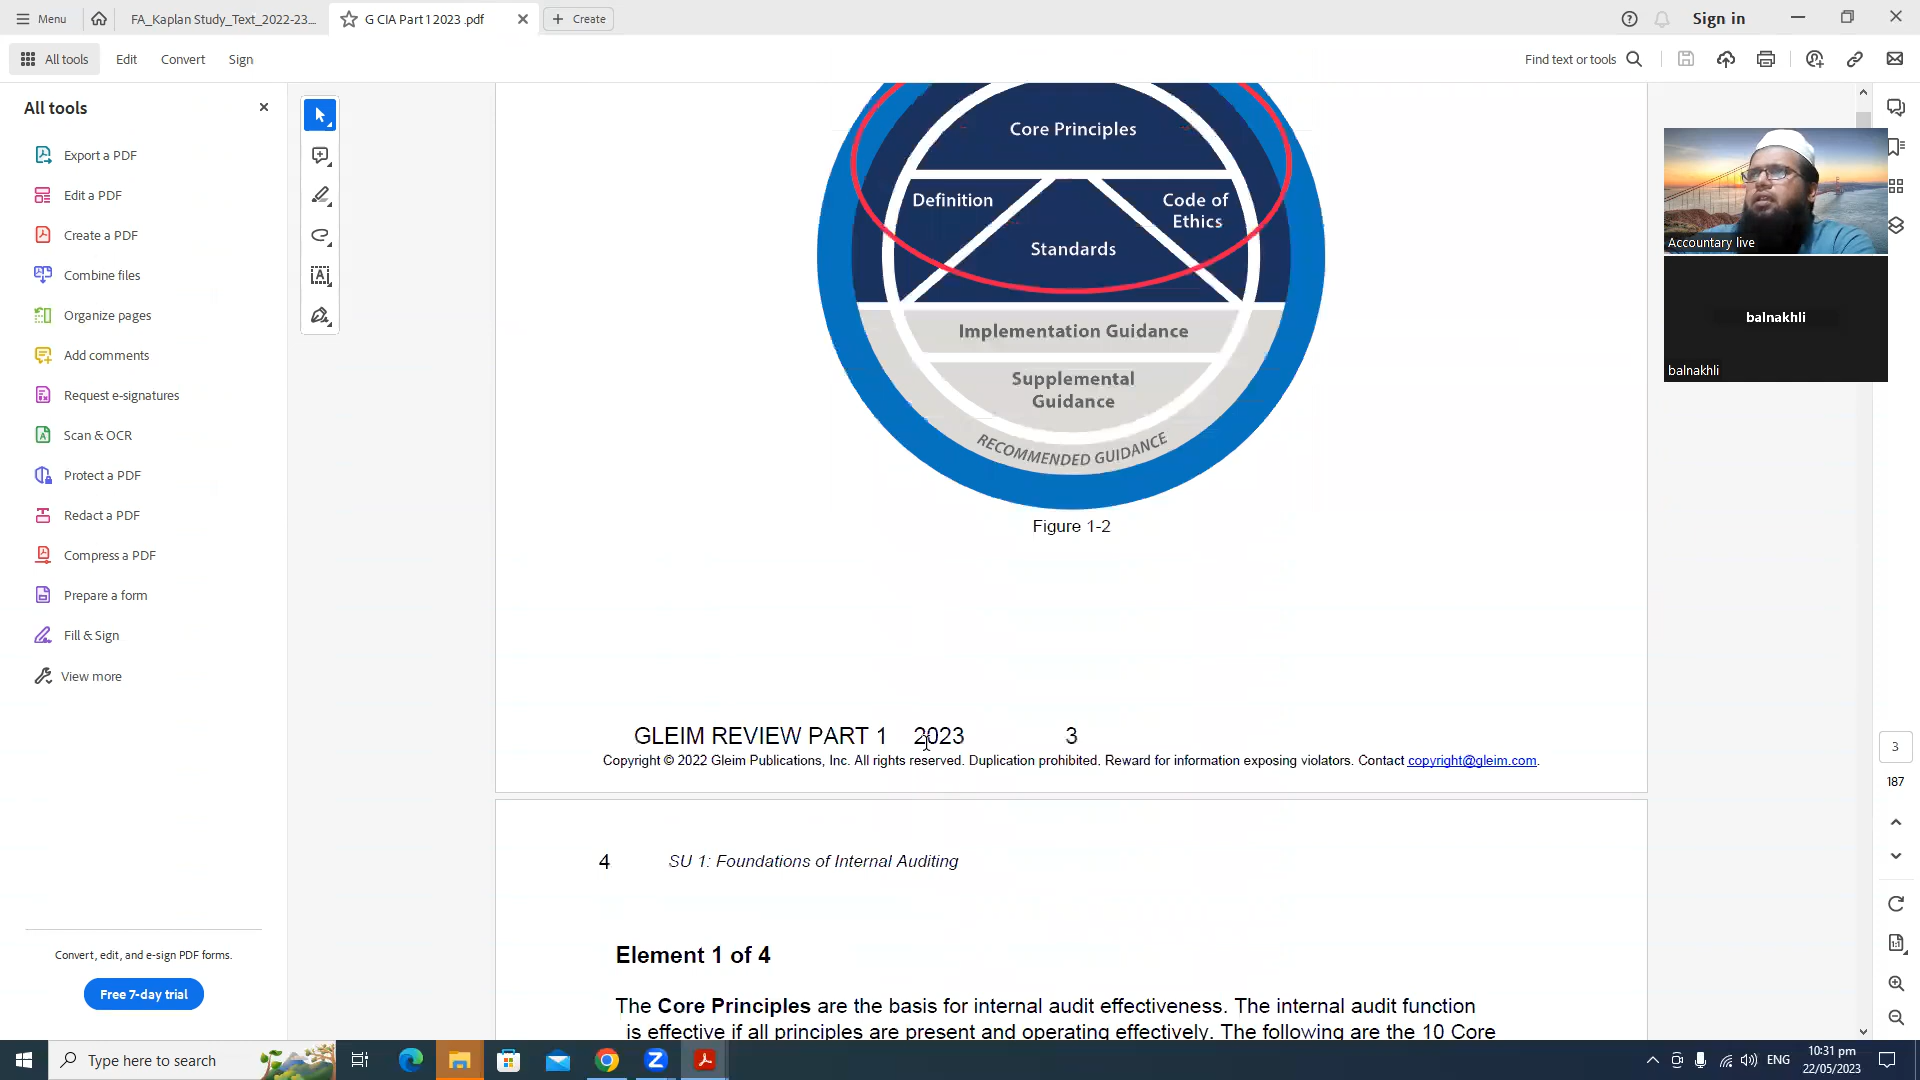 Menu
FA_Kaplan Study_Text_2022-23...
G CIA Part 1 2023 .pdf
Create
Sign in
All tools
Edit
Convert
Sign
Find text or tools
All tools
Export a PDF
Edit a PDF
Create a PDF
Combine files
Organize pages
Add comments
Request e-signatures
Scan & OCR
Protect a PDF
Redact a PDF
Compress a PDF
Prepare a form
Fill & Sign
View more
Convert, edit, and e-sign PDF forms.
Free 7-day trial
Core Principles
Definition
Code of
Ethics
Standards
Implementation Guidance
Supplemental
Guidance
RECOMMENDED GUIDANCE
Figure 1-2
GLEIM REVIEW PART 1 2023 3
Copyright © 2022 Gleim Publications, Inc. All rights reserved. Duplication prohibited. Reward for information exposing violators. Contact copyright@gleim.com.
4 SU 1: Foundations of Internal Auditing
Element 1 of 4
The Core Principles are the basis for internal audit effectiveness. The internal audit function
is effective if all principles are present and operating effectively. The following are the 10 Core
Accountary live
balnakhli
balnakhli
3
187
Type here to search
ENG
10:31 pm
22/05/2023